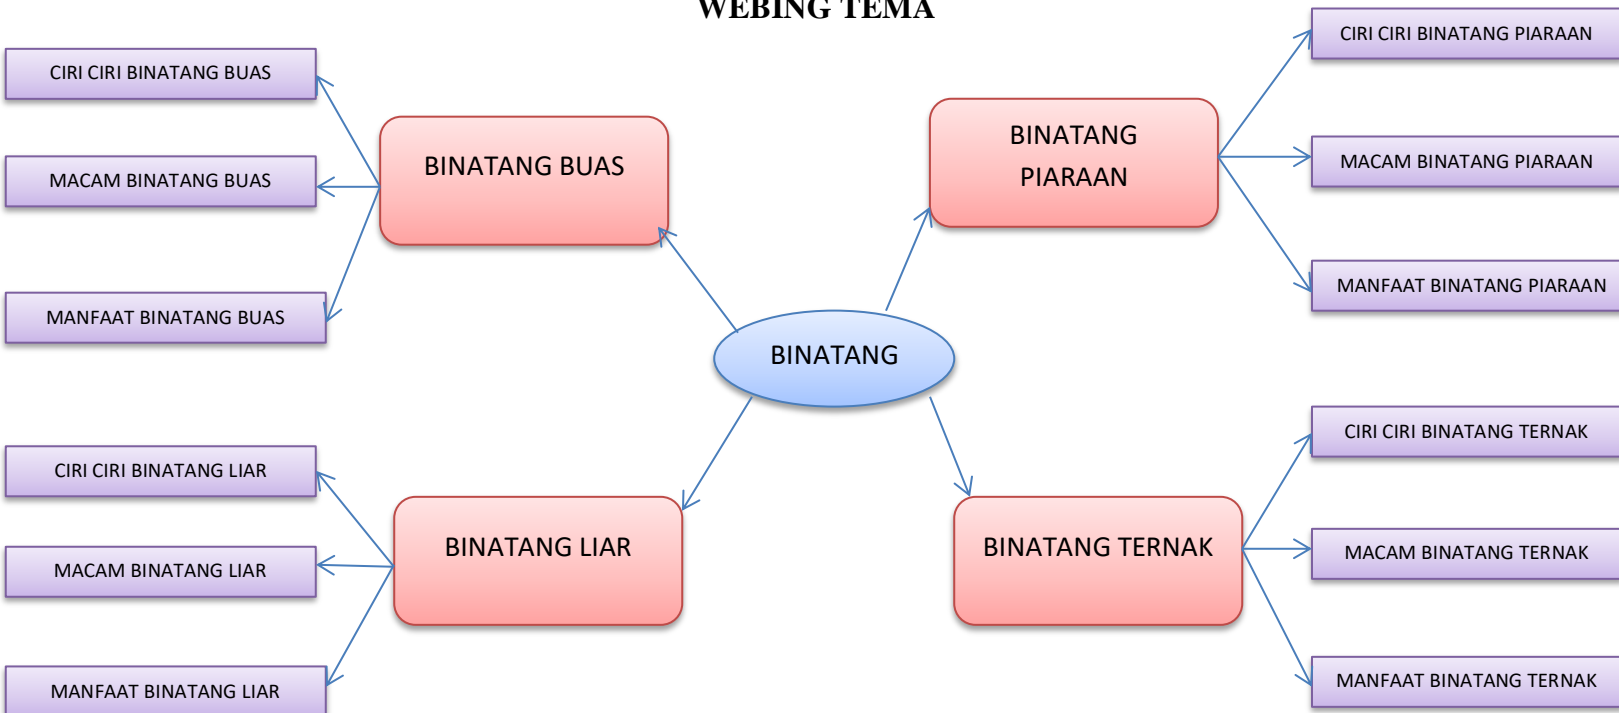 WEBING TEMA
CIRI CIRI BINATANG BUAS
MACAM BINATANG BUAS
MANFAAT BINATANG BUAS
BINATANG BUAS
BINATANG
PIARAAN
CIRI CIRI BINATANG PIARAAN
MACAM BINATANG PIARAAN
MANFAAT BINATANG PIARAAN
BINATANG
CIRI CIRI BINATANG LIAR
MACAM BINATANG LIAR
MANFAAT BINATANG LIAR
BINATANG LIAR
BINATANG TERNAK
CIRI CIRI BINATANG TERNAK
MACAM BINATANG TERNAK
MANFAAT BINATANG TERNAK